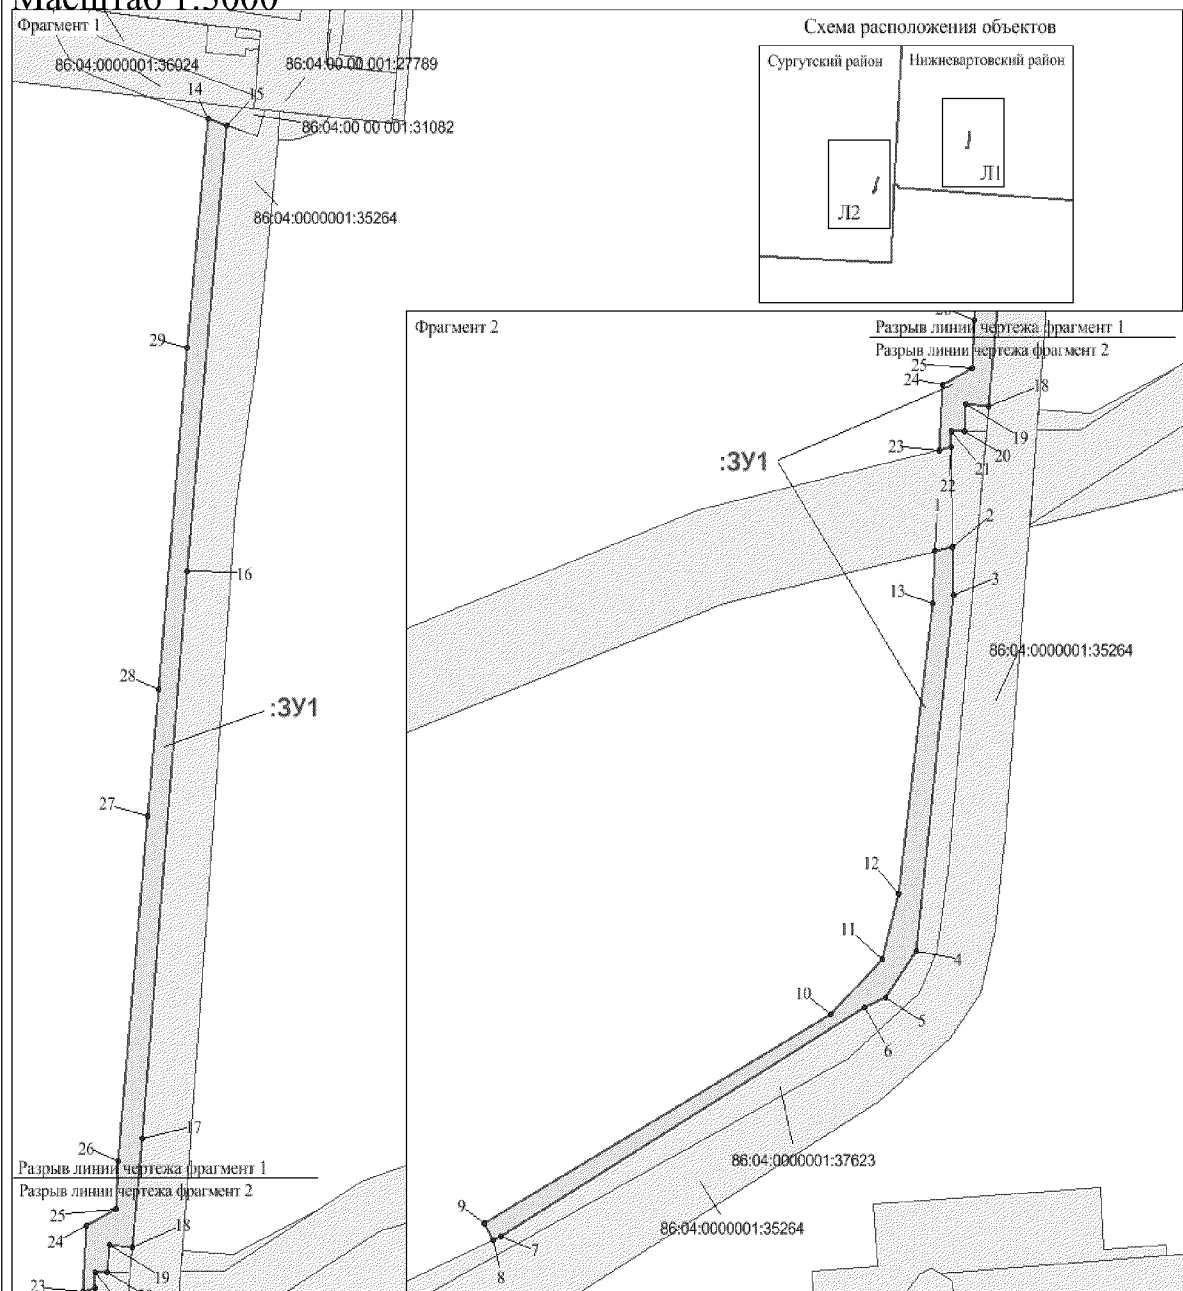 Масштаб 1:5000
Фрагмент 1
86:04:0000001:36024
86:04:00 00 001:27789
14
15
86:04:00 00 001:31082
86:04:0000001:35264
29
16
28
:ЗУ1
27
17
26
Разрыв линии чертежа фрагмент 1
Разрыв линии чертежа фрагмент 2
25
24
18
19
23
Схема расположения объектов
Сургутский район
Нижневартовский район
Л1
Л2
Фрагмент 2
26
Разрыв линии чертежа фрагмент 1
Разрыв линии чертежа фрагмент 2
25
24
18
19
20
21
:ЗУ1
23
22
1
2
13
3
86:04:0000001:35264
12
11
4
10
5
6
86:04:0000001:37623
9
86:04:0000001:35264
7
8